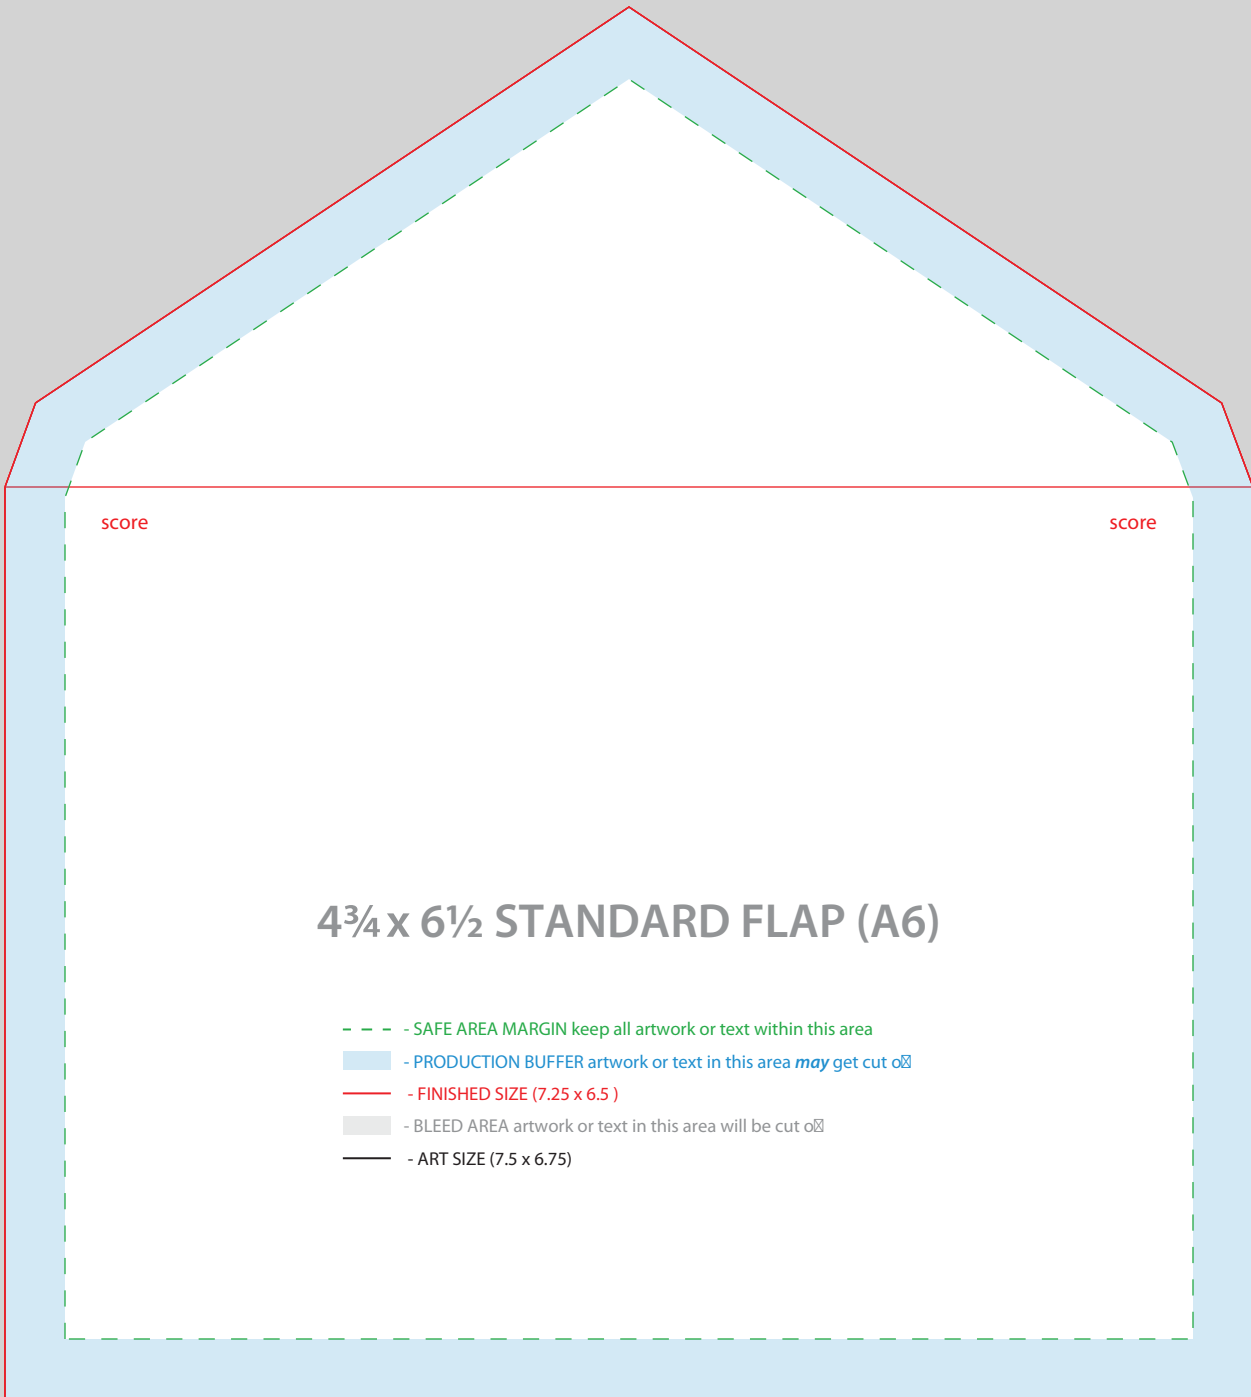 score
score
4¾ x 6½ STANDARD FLAP (A6)
- SAFE AREA MARGIN keep all artwork or text within this area
- PRODUCTION BUFFER artwork or text in this area may get cut o
- FINISHED SIZE (7.25 x 6.5 )
- BLEED AREA artwork or text in this area will be cut o
- ART SIZE (7.5 x 6.75)